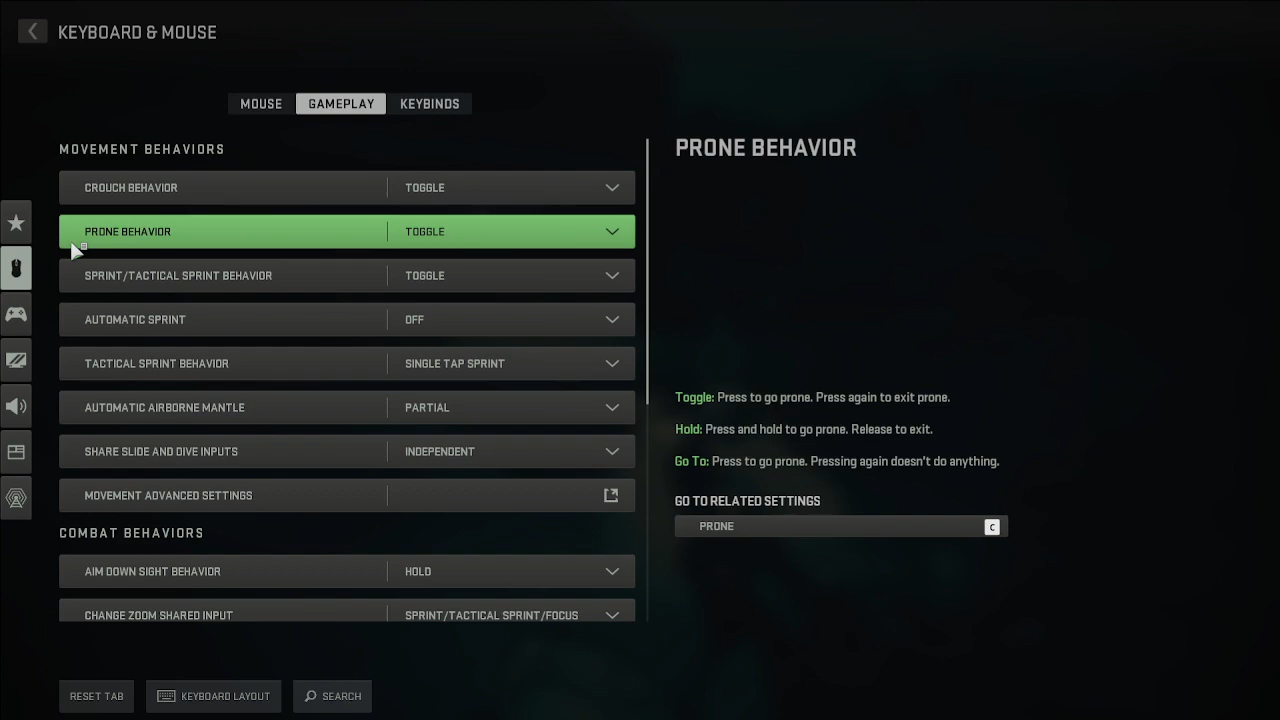 KEYBOARD & MOUSE
MOUSE GAMEPLAY KEYBINDS
MOVEMENT BEHAVIORS
CROUCH BEHAVIOR TOGGLE
PRONE BEHAVIOR TOGGLE
SPRINT/TACTICAL SPRINT BEHAVIOR TOGGLE
AUTOMATIC SPRINT OFF
TACTICAL SPRINT BEHAVIOR SINGLE TAP SPRINT
AUTOMATIC AIRBORNE MANTLE PARTIAL
SHARE SLIDE AND DIVE INPUTS INDEPENDENT
MOVEMENT ADVANCED SETTINGS
COMBAT BEHAVIORS
AIM DOWN SIGHT BEHAVIOR HOLD
CHANGE ZOOM SHARED INPUT SPRINT/TACTICAL SPRINT/FOCUS
PRONE BEHAVIOR
Toggle: Press to go prone. Press again to exit prone.
Hold: Press and hold to go prone. Release to exit.
Go To: Press to go prone. Pressing again doesn't do anything.
GO TO RELATED SETTINGS
PRONE C
RESET TAB KEYBOARD LAYOUT SEARCH